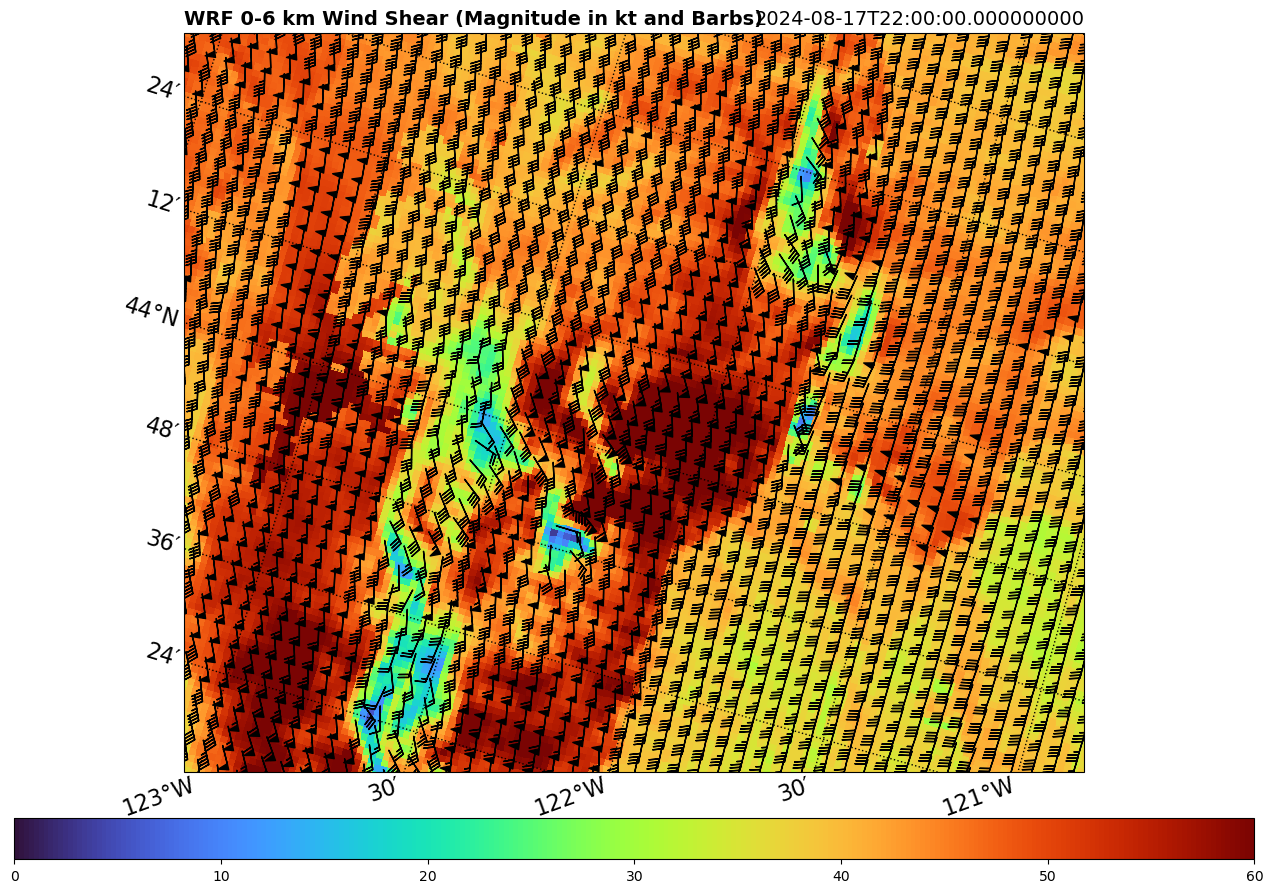 WRF 0-6 km Wind Shear (Magnitude in kt and Barbs)
2024-08-17T22:00:00.000000000
24′
12′
44°N
48′
36′
24′
123°W 30′ 122°W 30′ 121°W
0 10 20 30 40 50 60